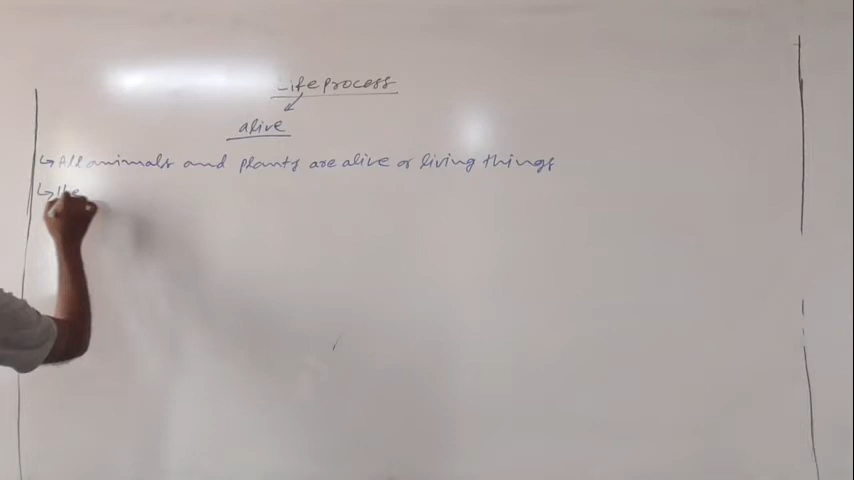 Life process
alive
↳ All animals and plants are alive or living things
↳ The